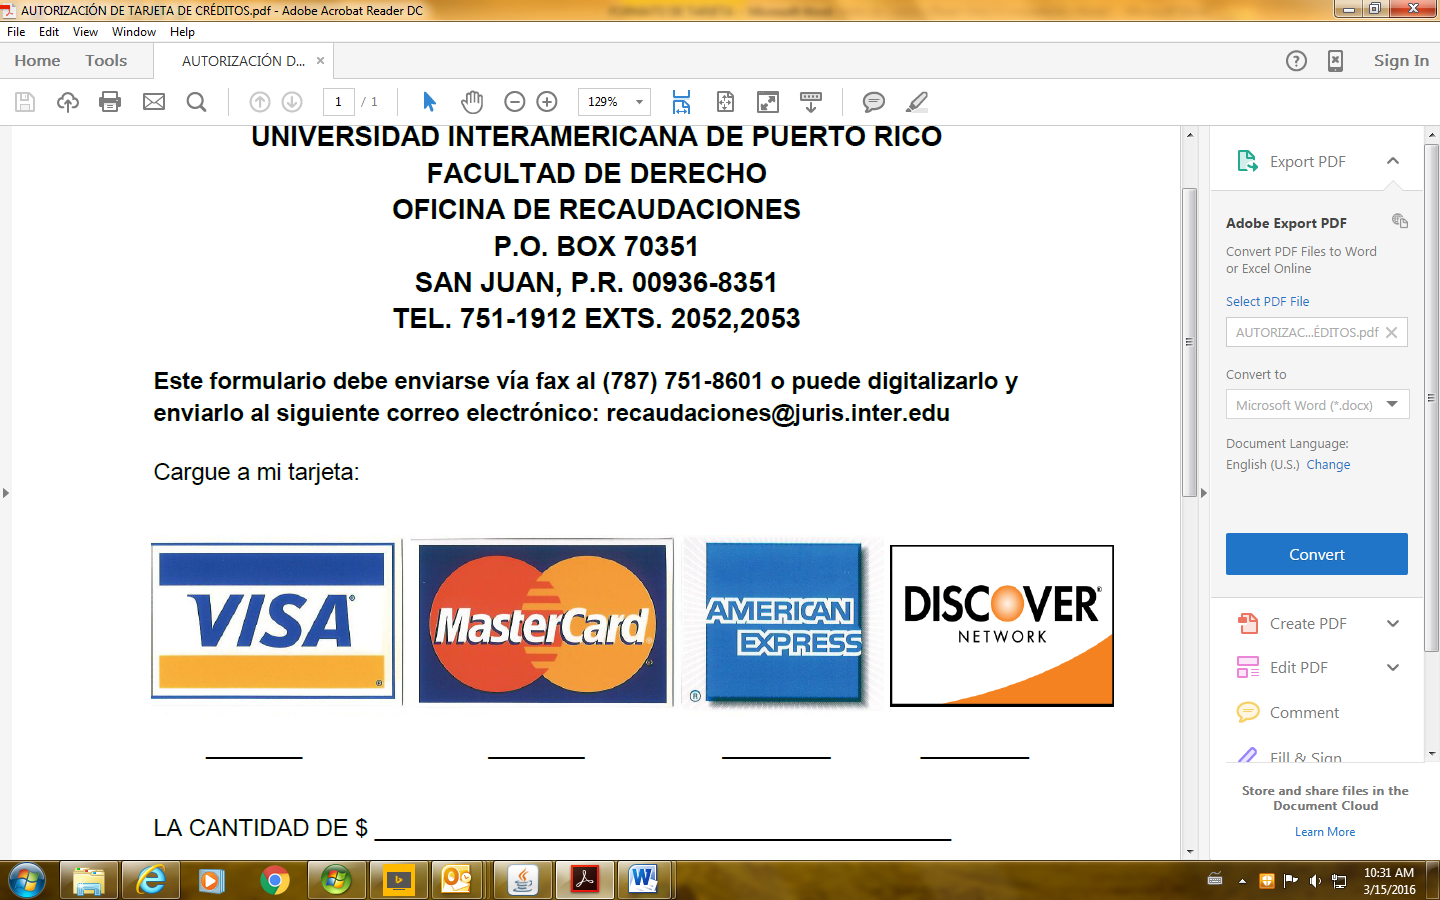 AUTORIZACIÓN DE TARJETA DE CRÉDITOS.pdf - Adobe Acrobat Reader DC
File Edit View Window Help
Home Tools AUTORIZACIÓN D... × Sign In
1 / 1 129%
UNIVERSIDAD INTERAMERICANA DE PUERTO RICO
FACULTAD DE DERECHO
OFICINA DE RECAUDACIONES
P.O. BOX 70351
SAN JUAN, P.R. 00936-8351
TEL. 751-1912 EXTS. 2052,2053
Este formulario debe enviarse vía fax al (787) 751-8601 o puede digitalizarlo y
enviarlo al siguiente correo electrónico: recaudaciones@juris.inter.edu
Cargue a mi tarjeta:
VISA®
MasterCard
AMERICAN
EXPRESS
®
DISCOVER®
NETWORK
LA CANTIDAD DE $
Export PDF
Adobe Export PDF
Convert PDF Files to Word
or Excel Online
Select PDF File
AUTORIZAC...ÉDITOS.pdf
Convert to
Microsoft Word (*.docx)
Document Language:
English (U.S.) Change
Convert
Create PDF
Edit PDF
Comment
Fill & Sign
Store and share files in the
Document Cloud
Learn More
10:31 AM
3/15/2016